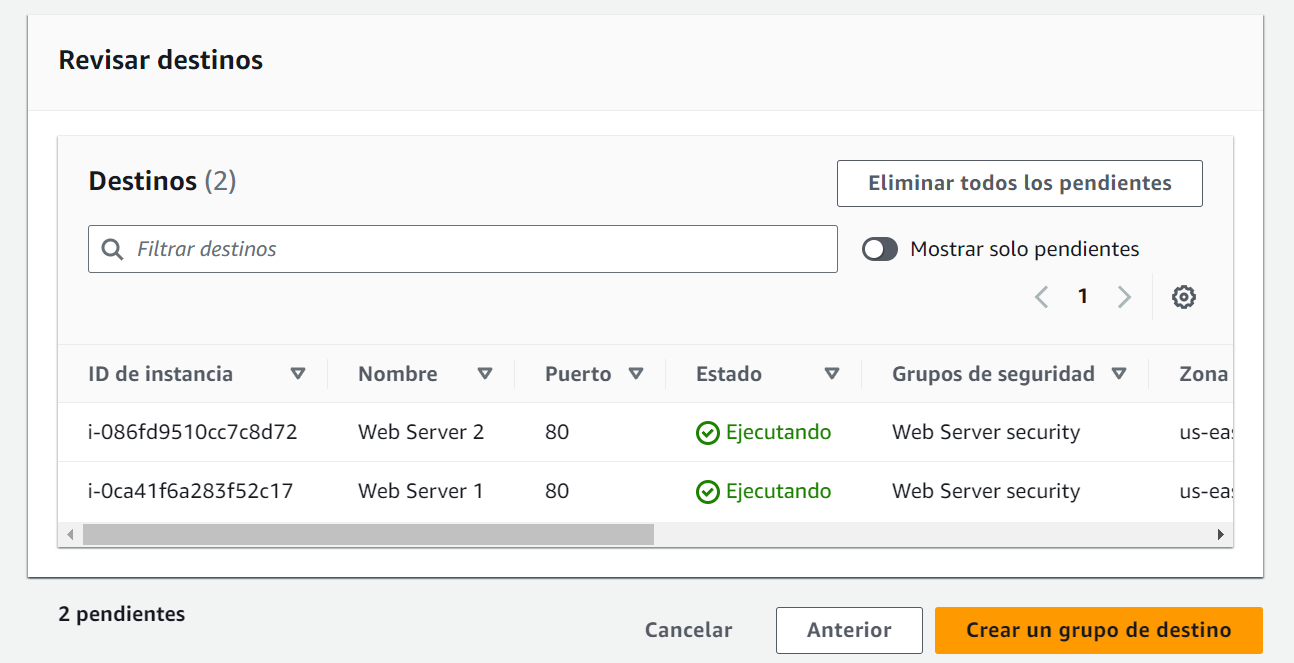 Revisar destinos
Destinos (2)
Eliminar todos los pendientes
Filtrar destinos
Mostrar solo pendientes
1
ID de instancia Nombre Puerto Estado Grupos de seguridad Zona
i-086fd9510cc7c8d72 Web Server 2 80 Ejecutando Web Server security us-eas
i-0ca41f6a283f52c17 Web Server 1 80 Ejecutando Web Server security us-eas
2 pendientes
Cancelar Anterior Crear un grupo de destino